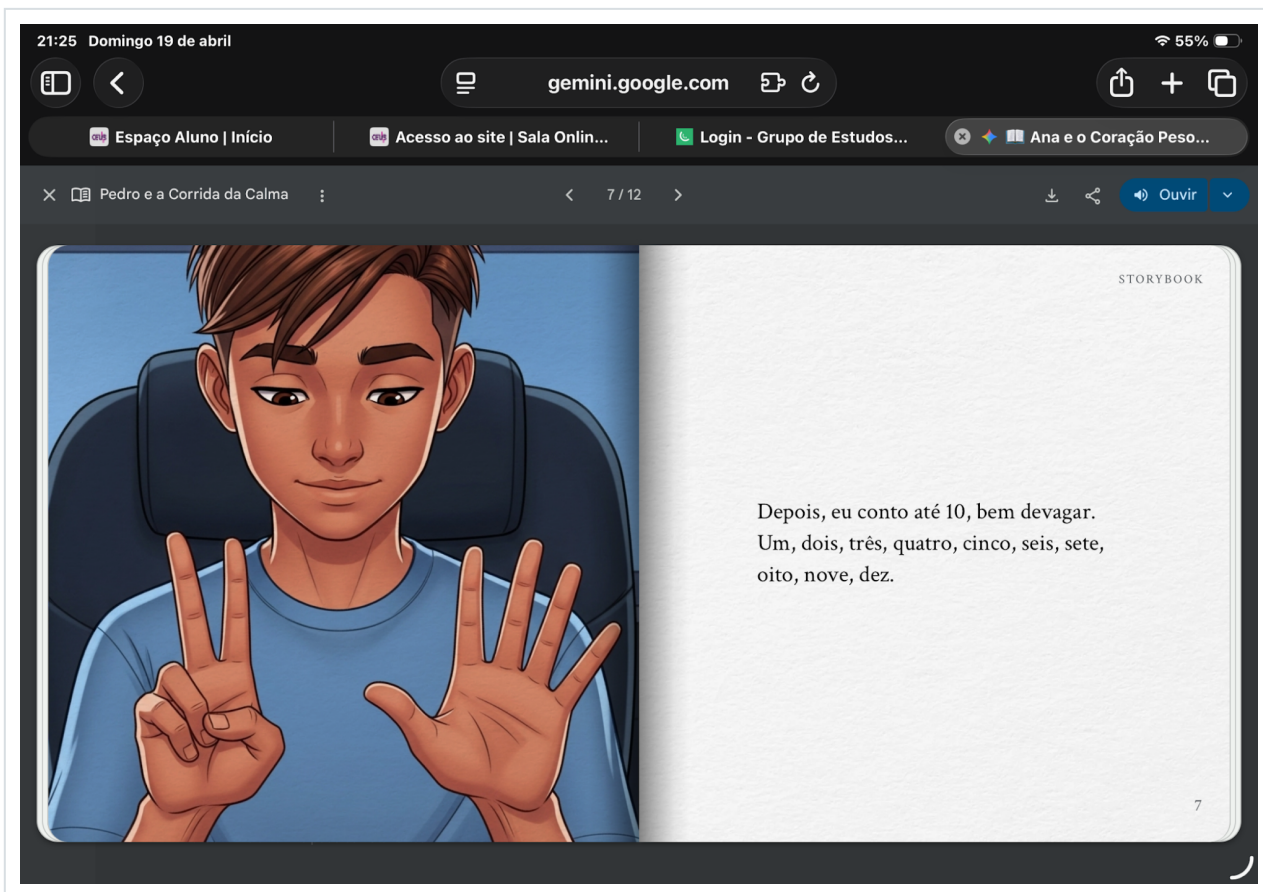 21:25 Domingo 19 de abril
55%
gemini.google.com
Espaço Aluno | Início
Acesso ao site | Sala Onlin...
Login - Grupo de Estudos...
Ana e o Coração Peso...
Pedro e a Corrida da Calma
7 / 12
Ouvir
STORYBOOK
Depois, eu conto até 10, bem devagar.
Um, dois, três, quatro, cinco, seis, sete,
oito, nove, dez.
7